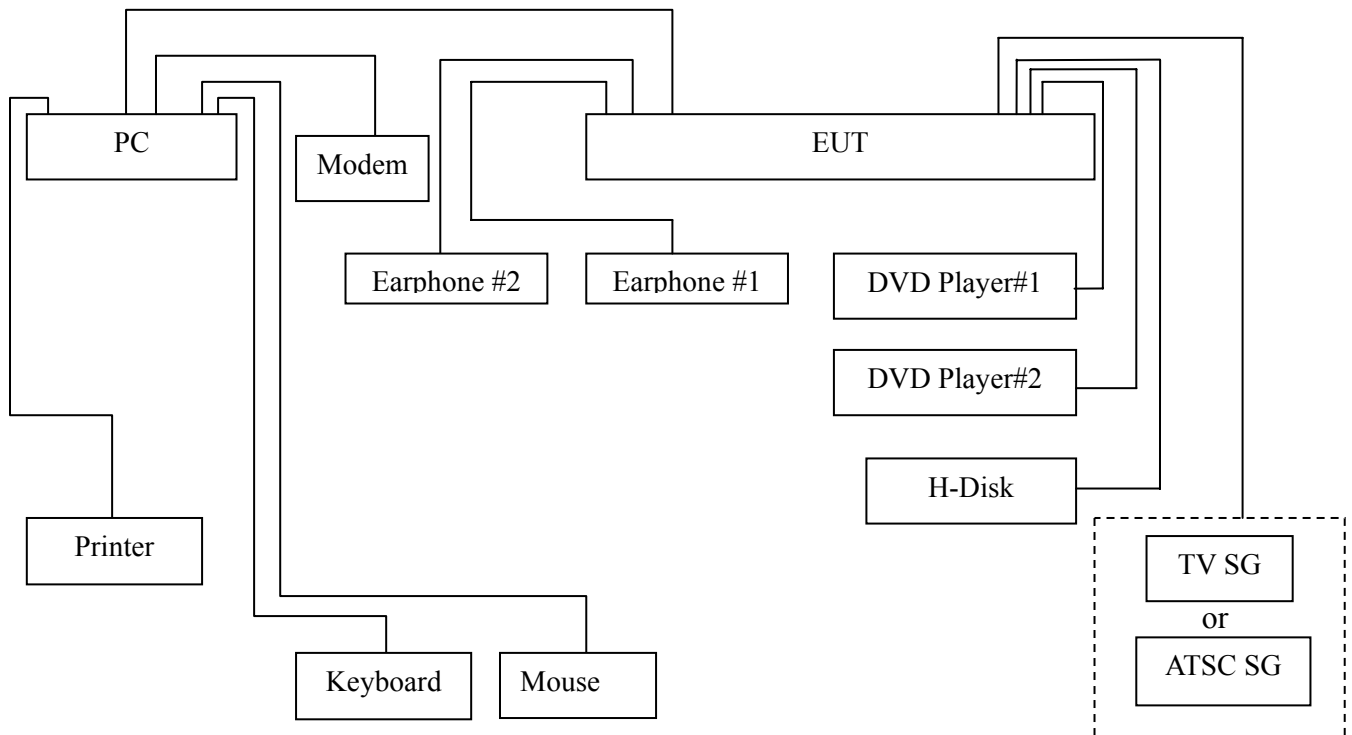 PC
EUT
Modem
Earphone #2
Earphone #1
DVD Player#1
DVD Player#2
H-Disk
Printer
TV SG
or
ATSC SG
Keyboard
Mouse